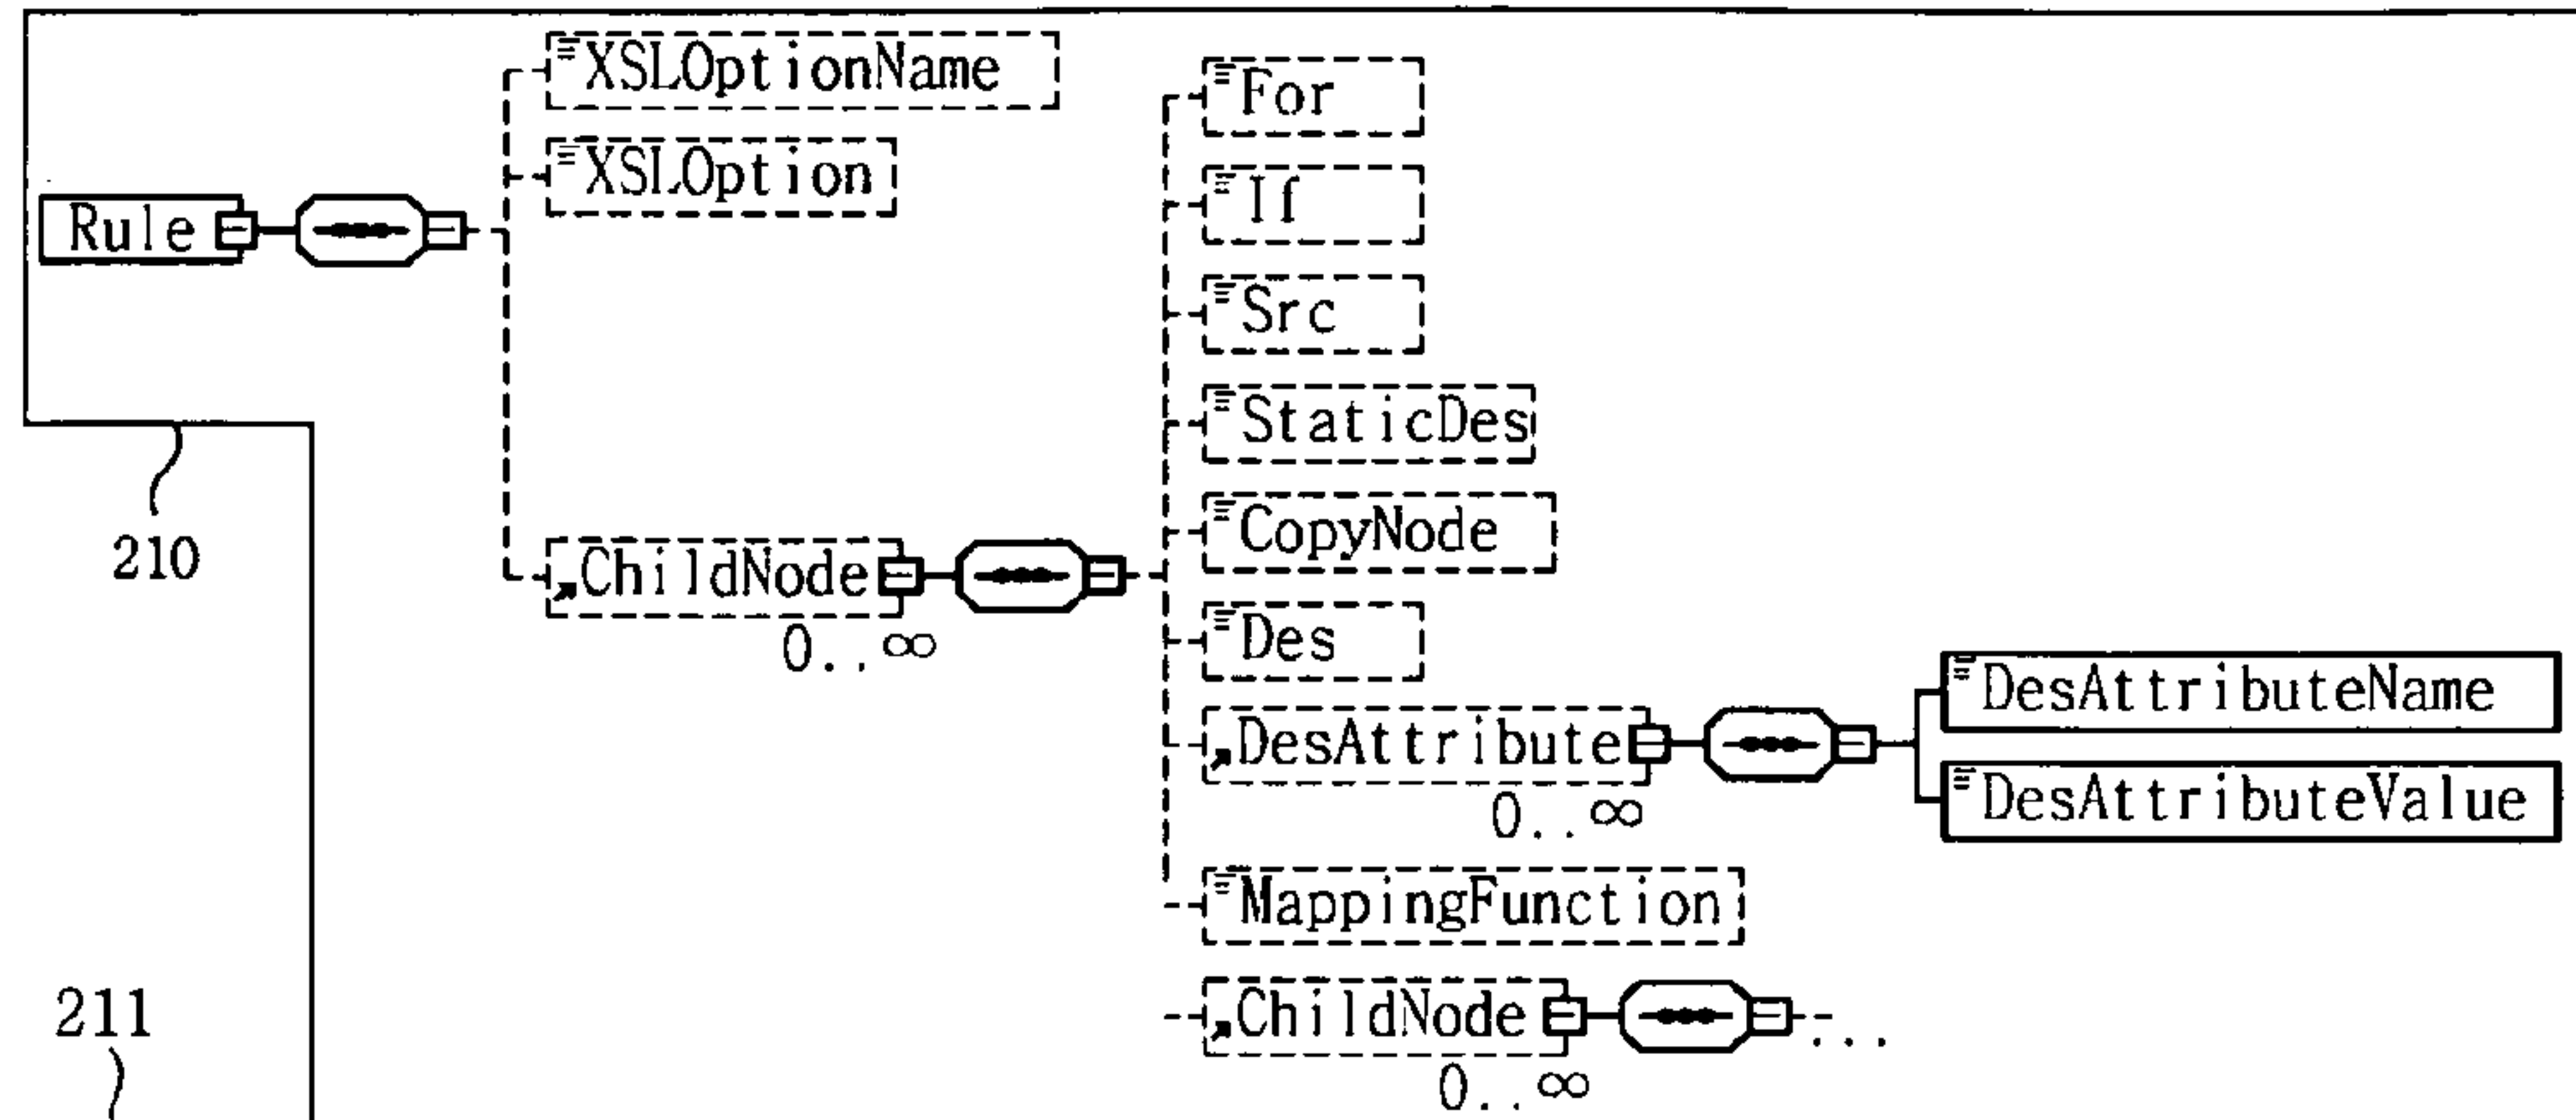 XSLOptionName
XSLOption
Rule
210
ChildNode
0..∞
For
If
Src
StaticDes
CopyNode
Des
DesAttribute
0..∞
DesAttributeName
DesAttributeValue
MappingFunction
ChildNode
...
0..∞
211